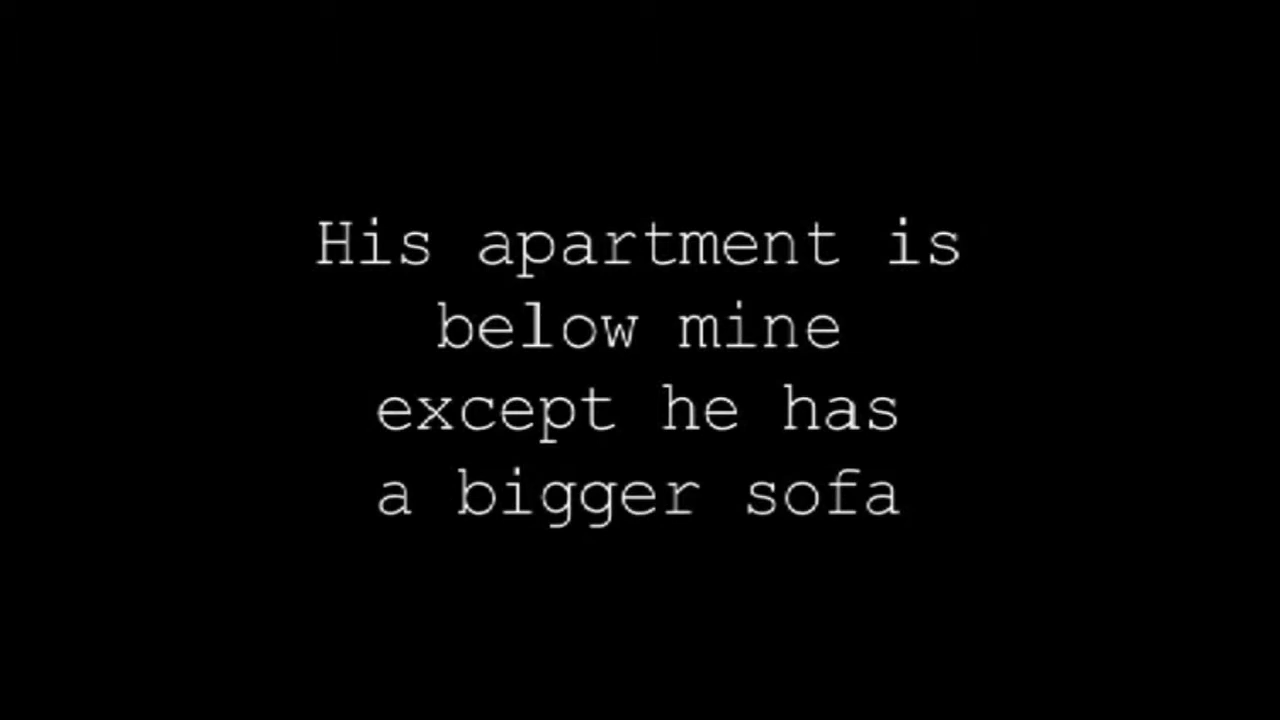 His apartment is
below mine
except he has
a bigger sofa